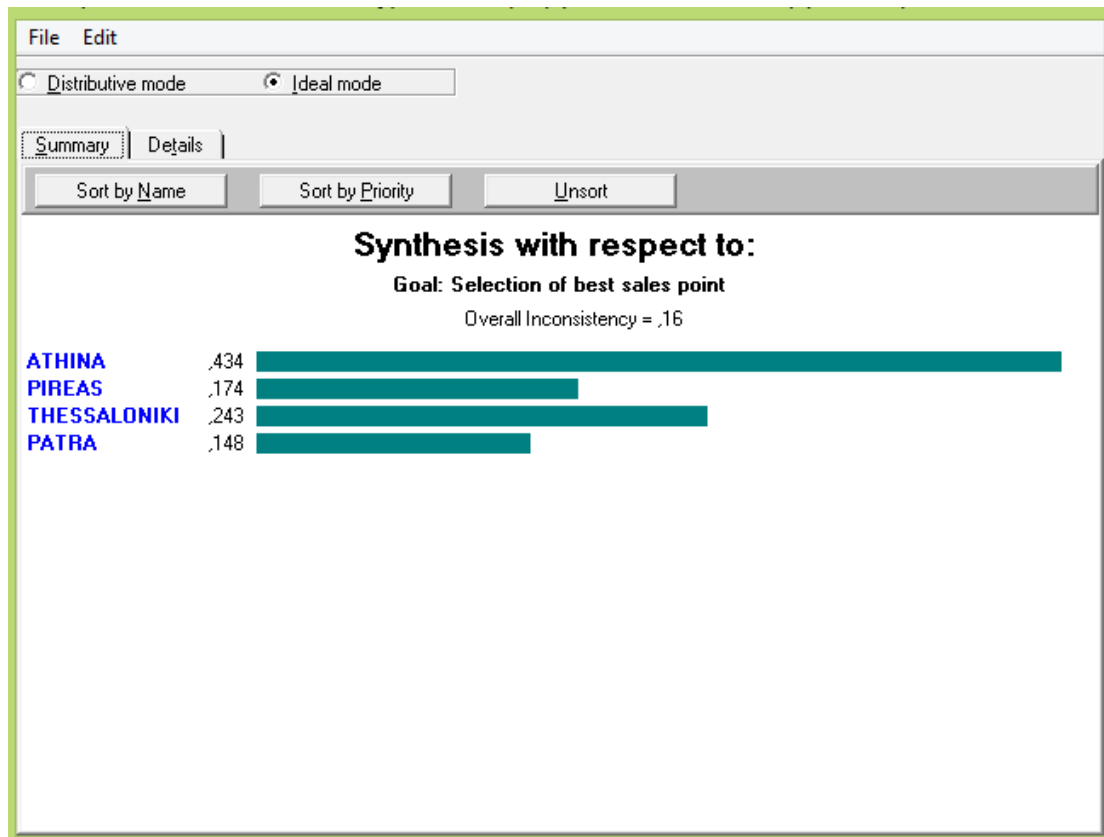 File Edit
Distributive mode Ideal mode
Summary Details
Sort by Name Sort by Priority Unsort
Synthesis with respect to:
Goal: Selection of best sales point
Overall Inconsistency = ,16
ATHINA ,434
PIREAS ,174
THESSALONIKI ,243
PATRA ,148